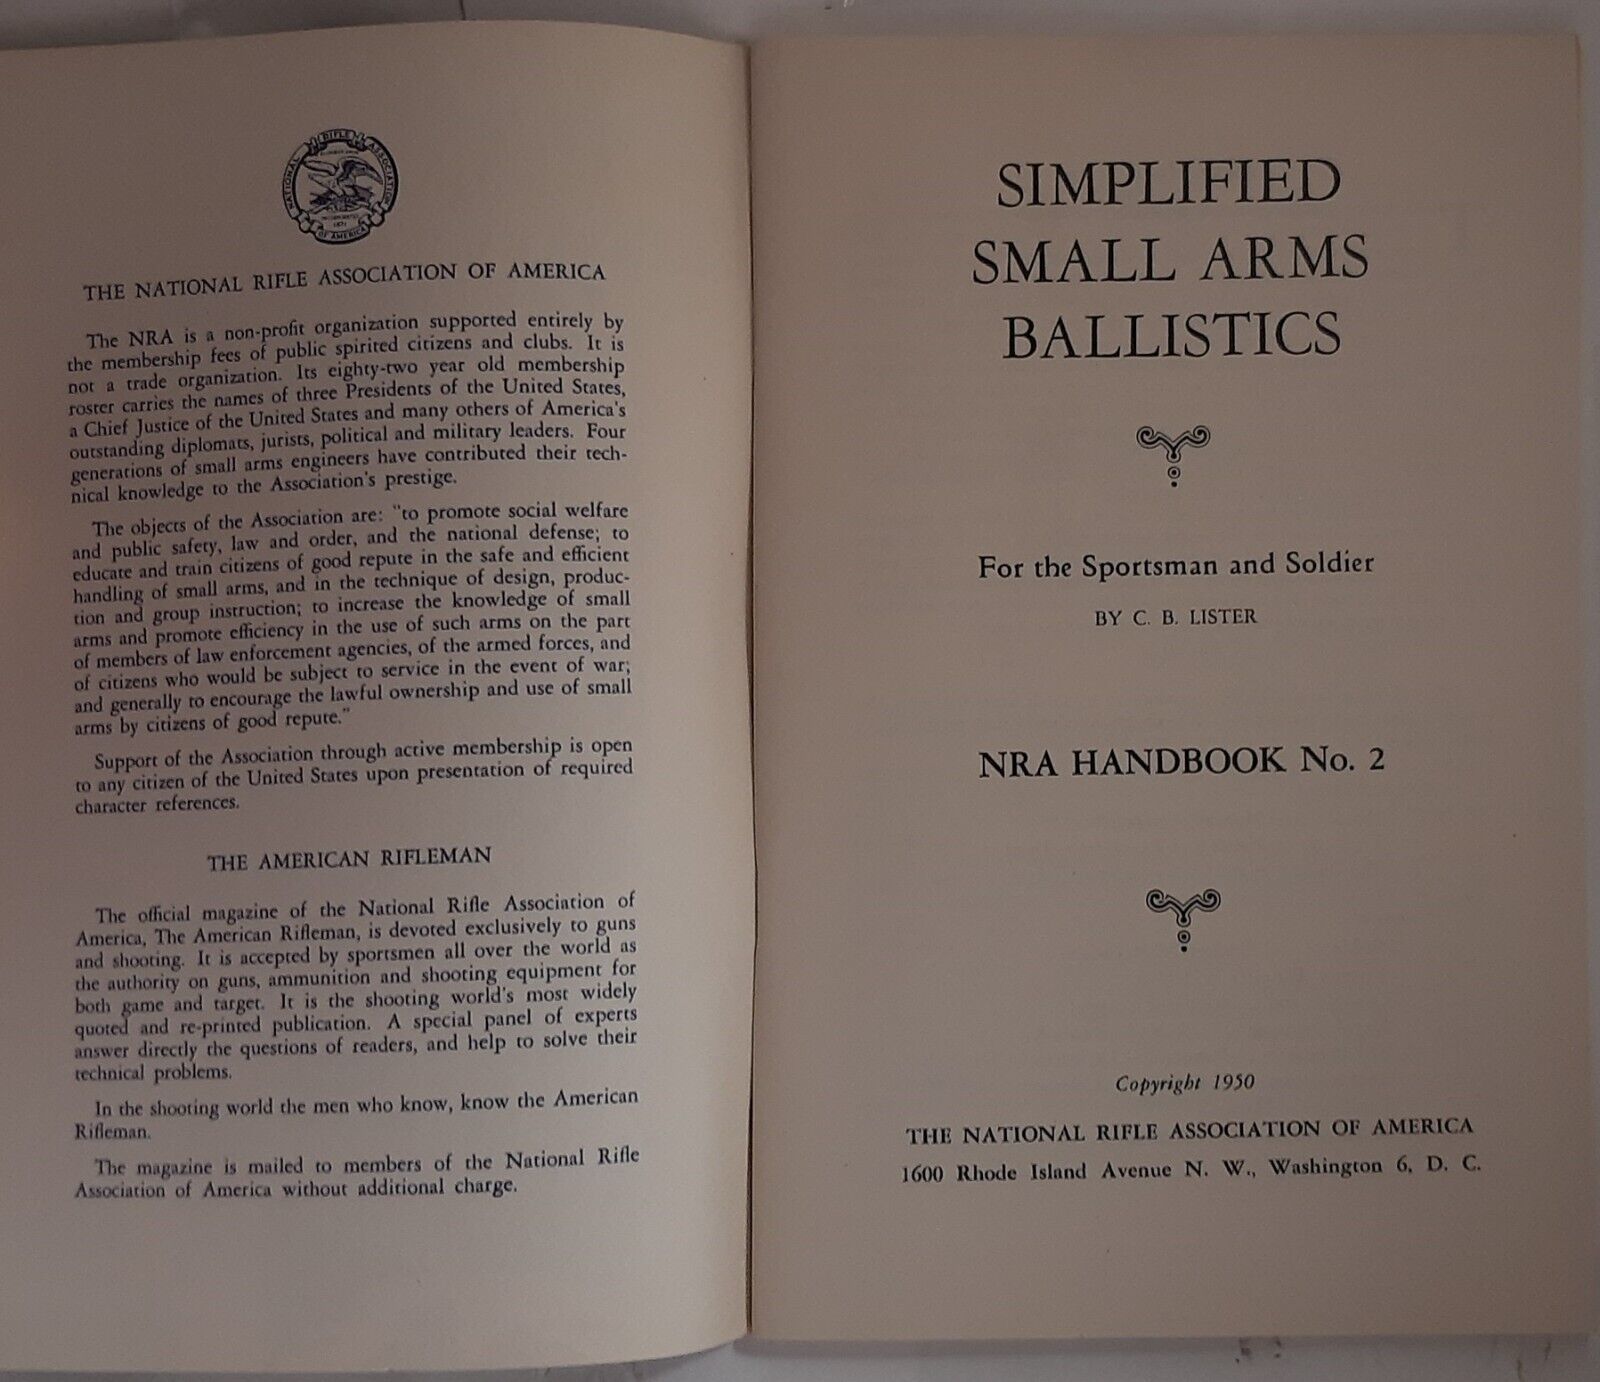 NATIONAL RIFLE ASSOCIATION
INCORPORATED
1871
OF AMERICA
THE NATIONAL RIFLE ASSOCIATION OF AMERICA
The NRA is a non-profit organization supported entirely by
the membership fees of public spirited citizens and clubs. It is
not a trade organization. Its eighty-two year old membership
roster carries the names of three Presidents of the United States,
a Chief Justice of the United States and many others of America's
outstanding diplomats, jurists, political and military leaders. Four
generations of small arms engineers have contributed their tech-
nical knowledge to the Association's prestige.
The objects of the Association are: "to promote social welfare
and public safety, law and order, and the national defense; to
educate and train citizens of good repute in the safe and efficient
handling of small arms, and in the technique of design, produc-
tion and group instruction; to increase the knowledge of small
arms and promote efficiency in the use of such arms on the part
of members of law enforcement agencies, of the armed forces, and
of citizens who would be subject to service in the event of war;
and generally to encourage the lawful ownership and use of small
arms by citizens of good repute."
Support of the Association through active membership is open
to any citizen of the United States upon presentation of required
character references.
THE AMERICAN RIFLEMAN
The official magazine of the National Rifle Association of
America, The American Rifleman, is devoted exclusively to guns
and shooting. It is accepted by sportsmen all over the world as
the authority on guns, ammunition and shooting equipment for
both game and target. It is the shooting world's most widely
quoted and re-printed publication. A special panel of experts
answer directly the questions of readers, and help to solve their
technical problems.
In the shooting world the men who know, know the American
Rifleman.
The magazine is mailed to members of the National Rifle
Association of America without additional charge.
SIMPLIFIED
SMALL ARMS
BALLISTICS
For the Sportsman and Soldier
BY C. B. LISTER
NRA HANDBOOK No. 2
Copyright 1950
THE NATIONAL RIFLE ASSOCIATION OF AMERICA
1600 Rhode Island Avenue N. W., Washington 6, D. C.